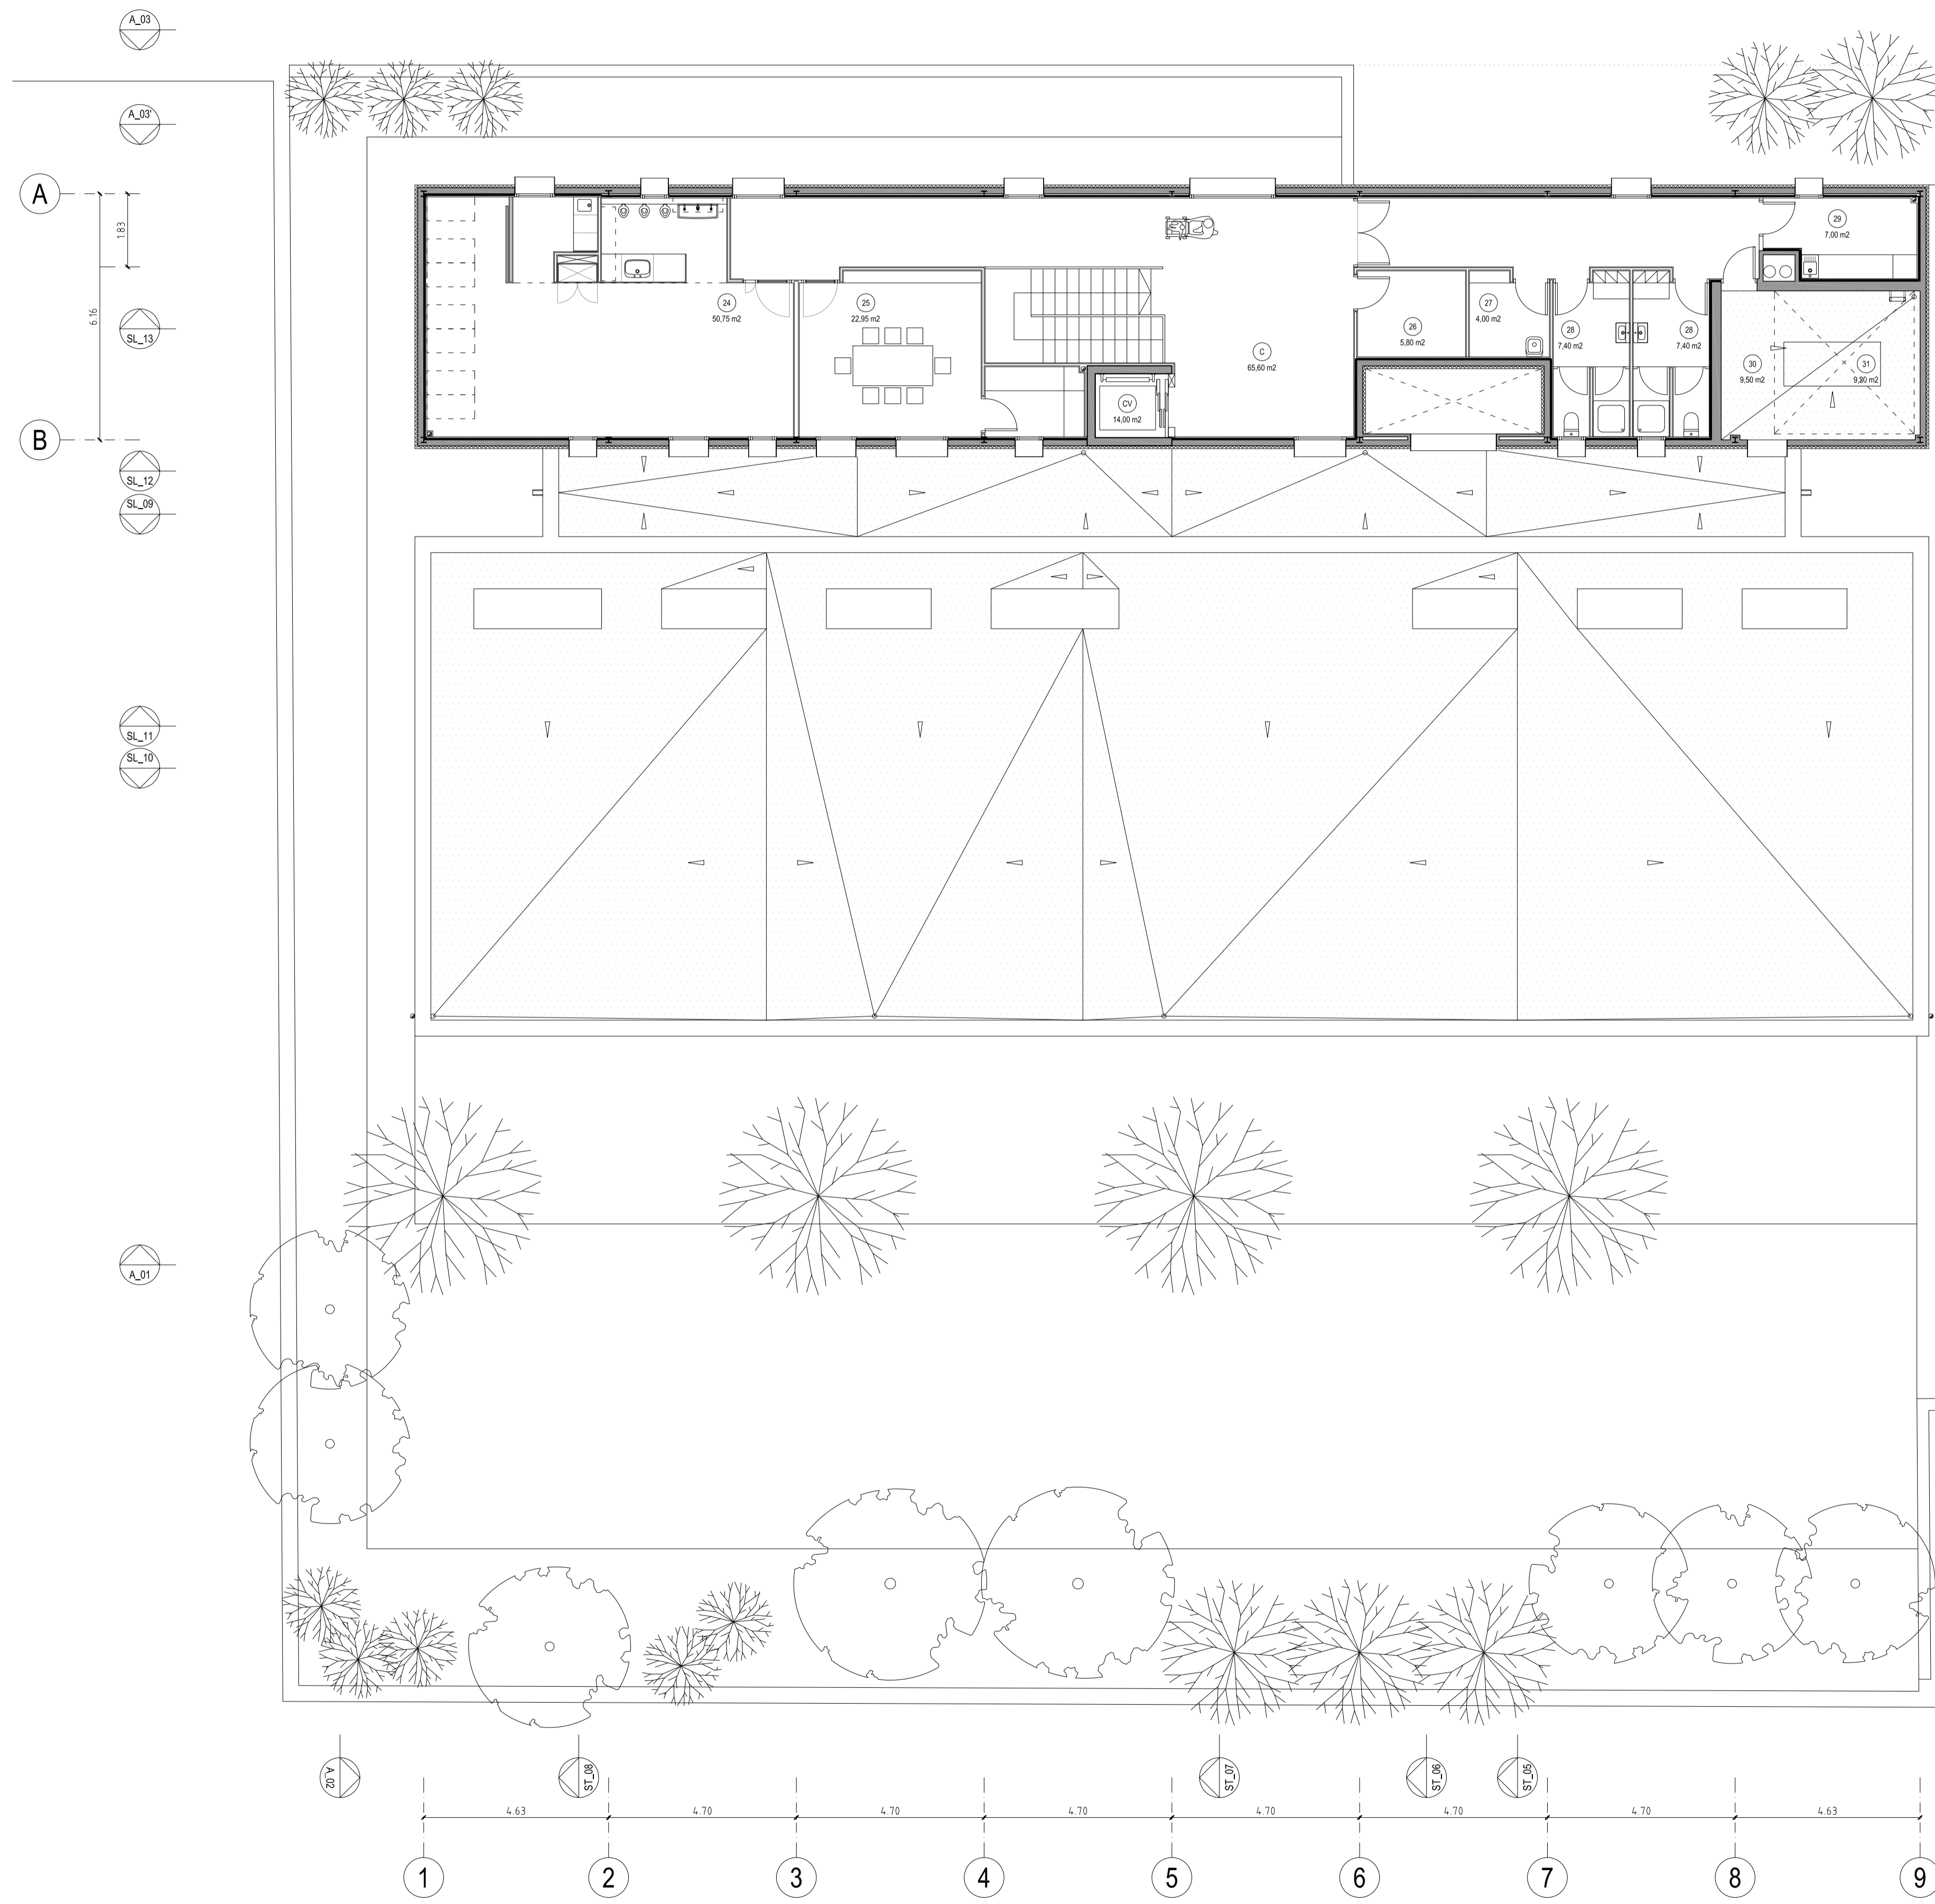 A_03
A_03'
A
1.83
6.16
SL_13
B
SL_12
SL_09
SL_11
SL_10
A_01
24
50,75 m2
25
22,95 m2
C
65,60 m2
CV
14,00 m2
26
5,80 m2
27
4,00 m2
28
7,40 m2
28
7,40 m2
29
7,00 m2
30
9,50 m2
31
9,20 m2
A_02
ST_08
ST_07
ST_06
ST_05
4.63
4.70
4.70
4.70
4.70
4.70
4.70
4.63
1
2
3
4
5
6
7
8
9